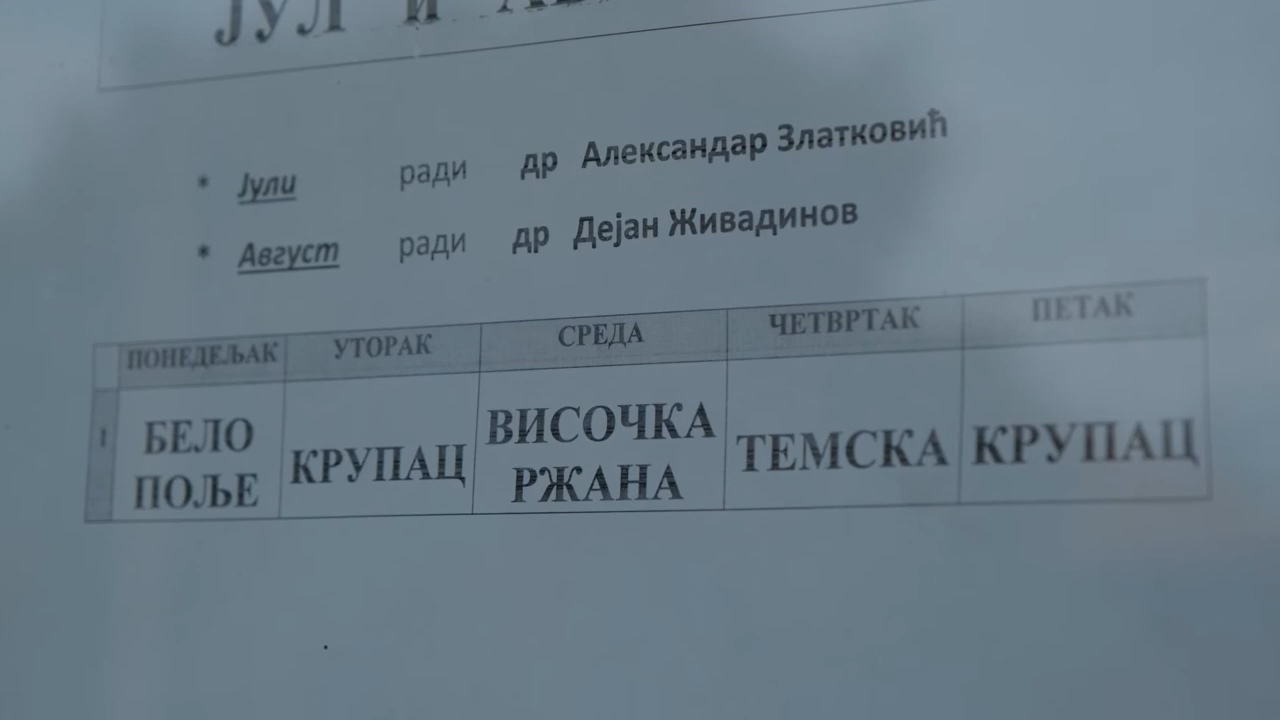 ЈУЛ И
* Јули ради др Александар Златковић
* Август ради др Дејан Живадинов
ПОНЕДЕЉАК УТОРАК СРЕДА ЧЕТВРТАК ПЕТАК
1 БЕЛО ПОЉЕ КРУПАЦ ВИСОЧКА РЖАНА ТЕМСКА КРУПАЦ